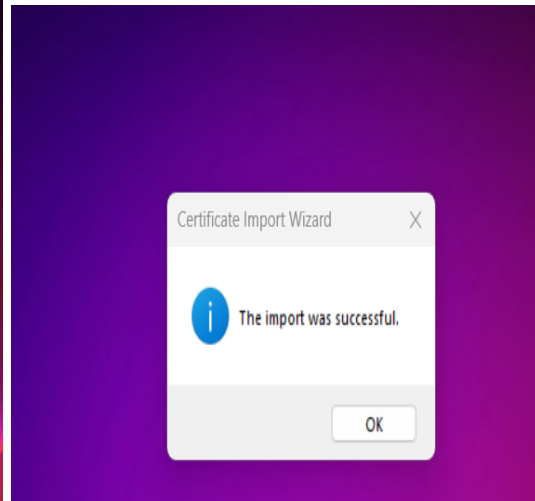 Certificate Import Wizard
The import was successful.
OK